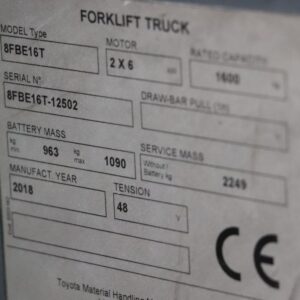 FORKLIFT TRUCK
MODEL Type MOTOR RATED CAPACITY
8FBE16T 2 X 6 kW 1600
SERIAL N° DRAW-BAR PULL
8FBE16T-12502
BATTERY MASS SERVICE MASS
kg min 963 kg max 1090 Without Battery kg 2249
MANUFACT. YEAR TENSION
2018 48 V
CE
Toyota Material Handling